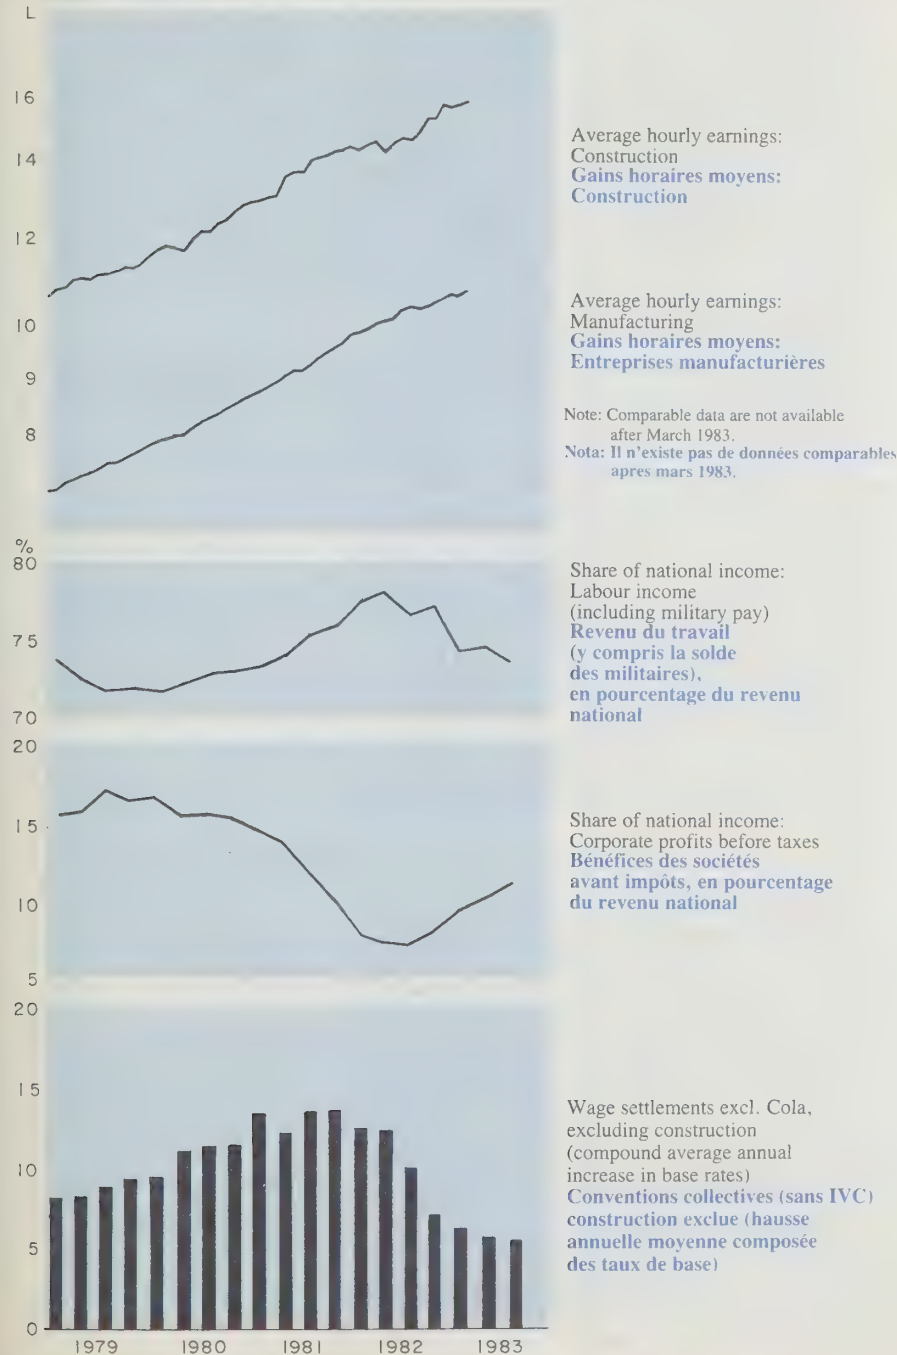 L
16
14
12
10
9
8
Average hourly earnings:
Construction
Gains horaires moyens:
Construction
Average hourly earnings:
Manufacturing
Gains horaires moyens:
Entreprises manufacturières
Note: Comparable data are not available
after March 1983.
Nota: Il n'existe pas de données comparables
apres mars 1983.
%
80
75
70
Share of national income:
Labour income
(including military pay)
Revenu du travail
(y compris la solde
des militaires),
en pourcentage du revenu
national
20
15
10
5
Share of national income:
Corporate profits before taxes
Bénéfices des sociétés
avant impôts, en pourcentage
du revenu national
20
15
10
5
0
Wage settlements excl. Cola,
excluding construction
(compound average annual
increase in base rates)
Conventions collectives (sans IVC)
construction exclue (hausse
annuelle moyenne composée
des taux de base)
1979 1980 1981 1982 1983